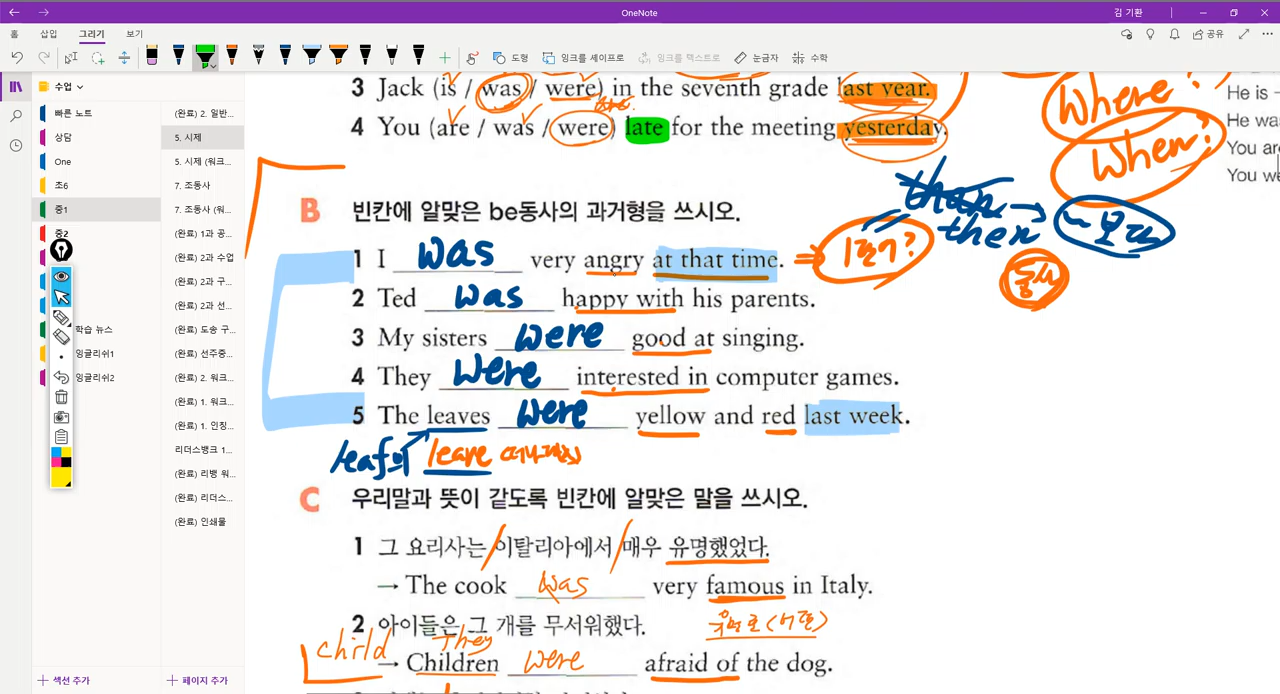 OneNote
김 기환
홈 삽입 그리기 보기
공유
도형 잉크를 셰이프로 잉크를 텍스트로 눈금자 수학
수업
빠른 노트
상담
One
초6
중1
중2
학습 뉴스
잉글리쉬1
잉글리쉬2
섹션 추가
(완료) 2. 일반...
5. 시제
5. 시제 (워크...
7. 조동사
7. 조동사 (워...
(완료) 1과 공...
(완료) 2과 수업
(완료) 2과 구...
(완료) 2과 선...
(완료) 도송 구...
(완료) 선주중...
(완료) 2. 워크...
(완료) 1. 워크...
(완료) 1. 인칭...
리더스뱅크 1...
(완료) 리뱅 워...
(완료) 리더스...
(완료) 인쇄물
페이지 추가
3 Jack (is / was / were) in the seventh grade last year.
4 You (are / was / were) late for the meeting yesterday.
Where?
When?
He is
He wa
You ar
You we
B 빈칸에 알맞은 be동사의 과거형을 쓰시오.
than
then
1 I was very angry at that time.
2 Ted was happy with his parents.
3 My sisters were good at singing.
4 They were interested in computer games.
5 The leaves were yellow and red last week.
leaf의 leave
C 우리말과 뜻이 같도록 빈칸에 알맞은 말을 쓰시오.
1 그 요리사는 이탈리아에서 매우 유명했었다.
→ The cook was very famous in Italy.
2 아이들은 그 개를 무서워했다.
child They
→ Children were afraid of the dog.